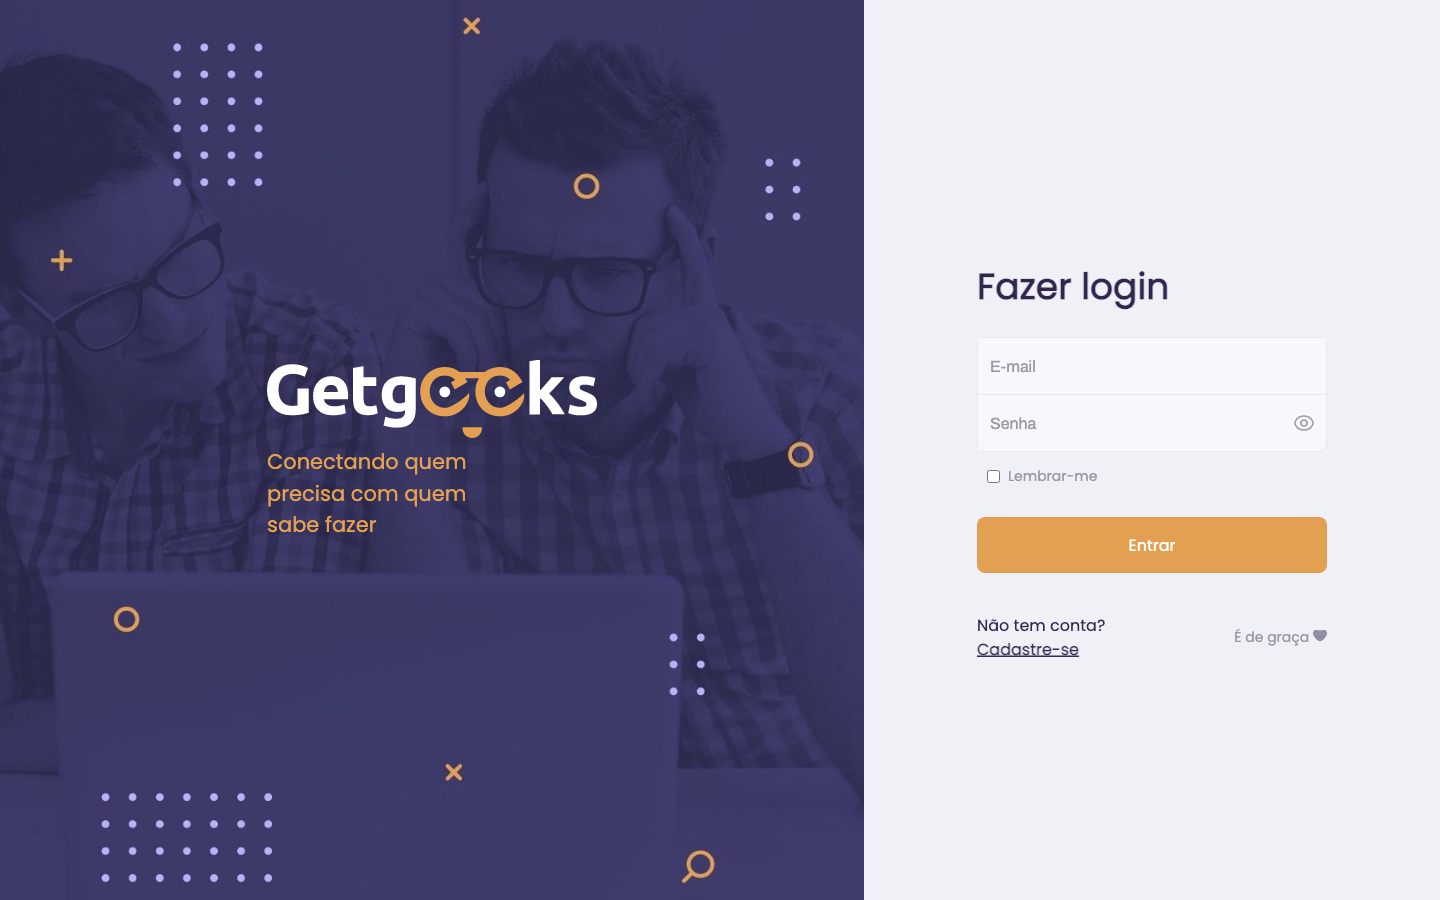 Getgeeks
Conectando quem
precisa com quem
sabe fazer
Fazer login
E-mail
Senha
Lembrar-me
Entrar
Não tem conta?
Cadastre-se
É de graça